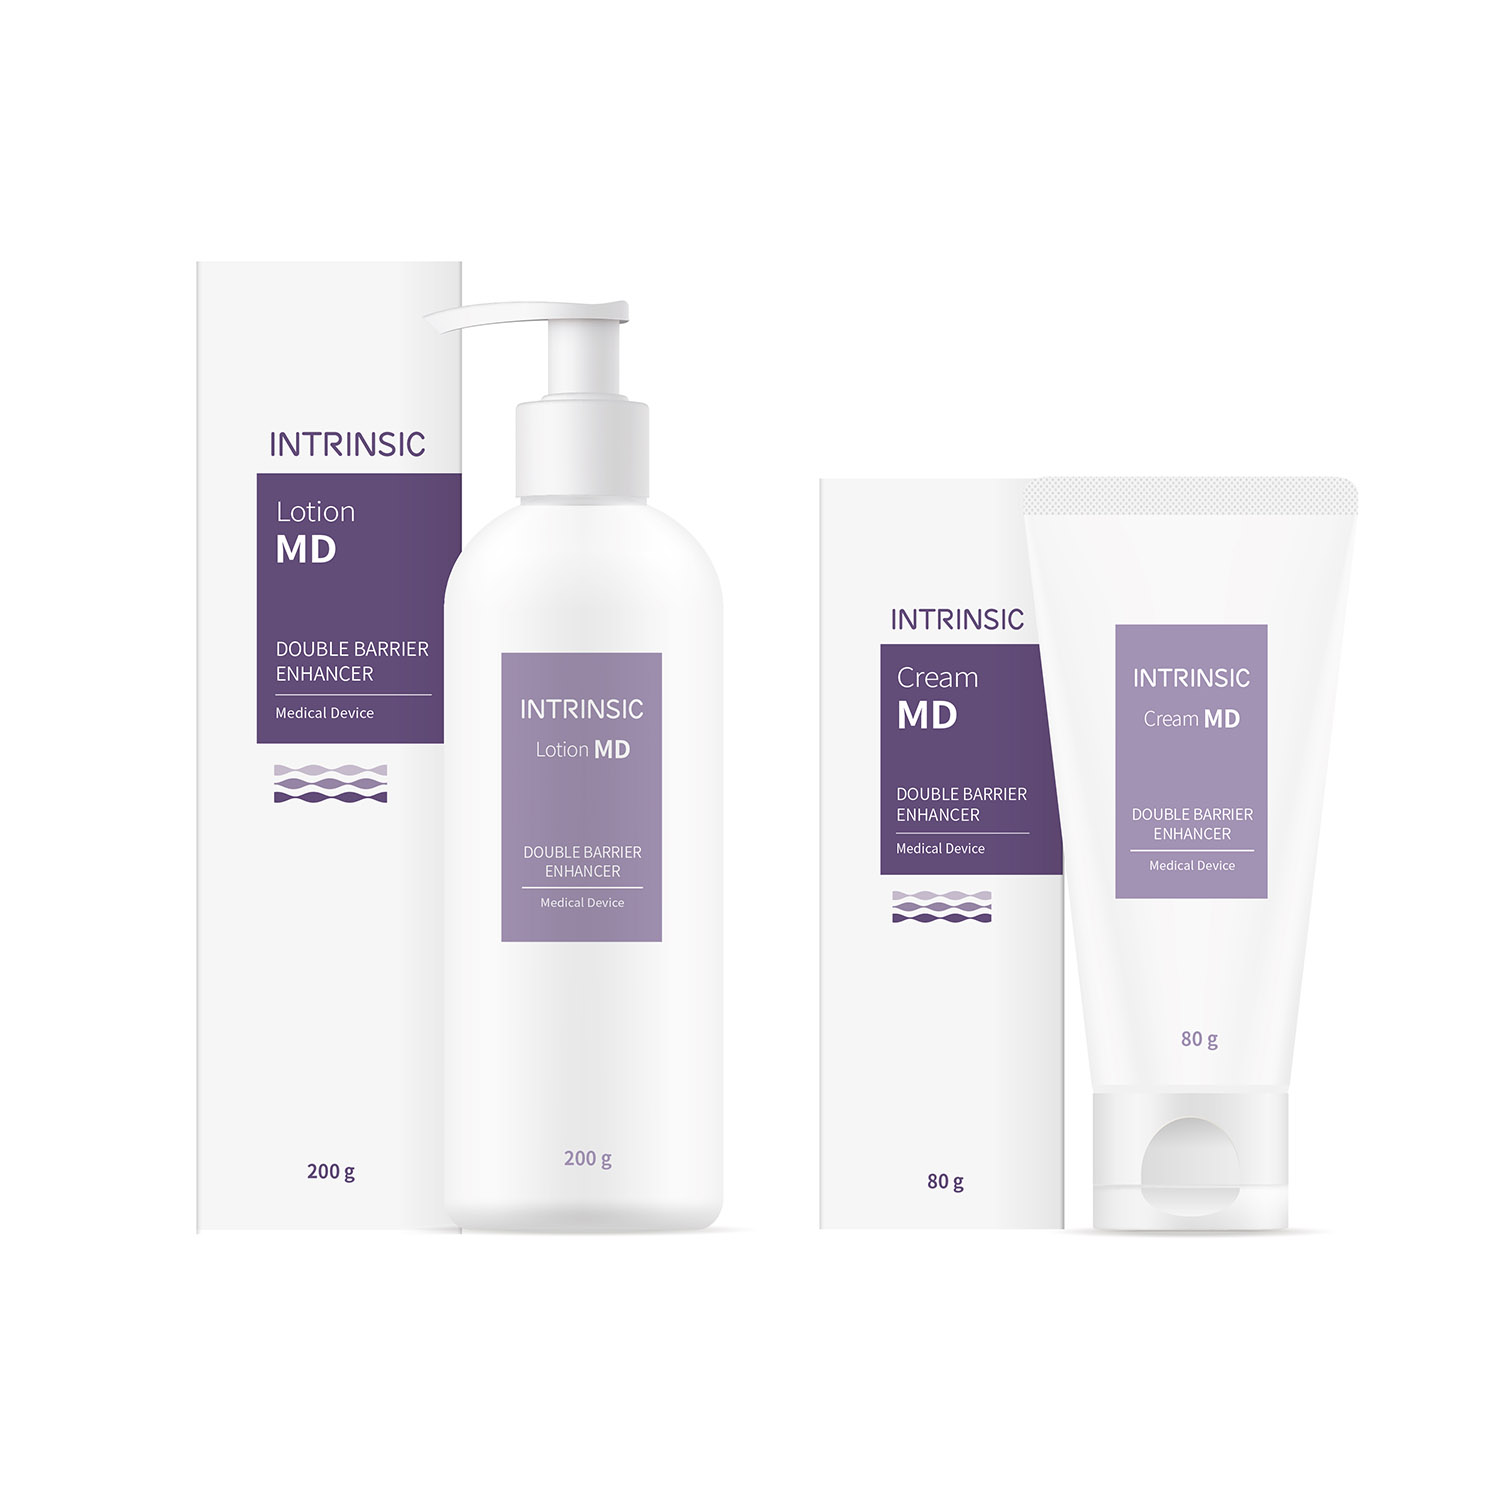 INTRINSIC
Lotion
MD
DOUBLE BARRIER
ENHANCER
Medical Device
200 g
INTRINSIC
Lotion MD
DOUBLE BARRIER
ENHANCER
Medical Device
200 g
INTRINSIC
Cream
MD
DOUBLE BARRIER
ENHANCER
Medical Device
80 g
INTRINSIC
Cream MD
DOUBLE BARRIER
ENHANCER
Medical Device
80 g